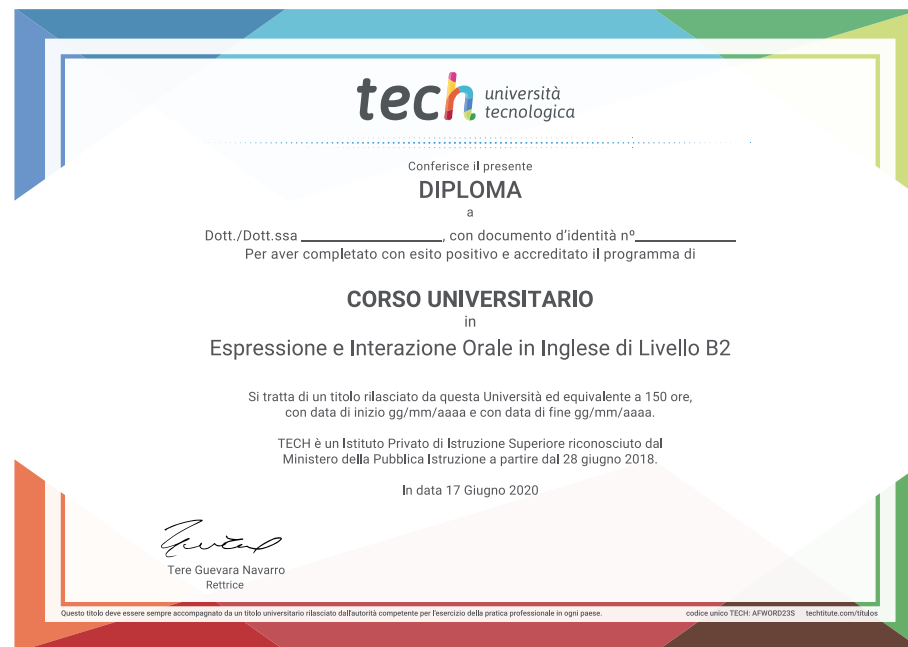 tech università
tecnologica
Conferisce il presente
DIPLOMA
a
Dott./Dott.ssa ____________________, con documento d'identità nº______________
Per aver completato con esito positivo e accreditato il programma di
CORSO UNIVERSITARIO
in
Espressione e Interazione Orale in Inglese di Livello B2
Si tratta di un titolo rilasciato da questa Università ed equivalente a 150 ore,
con data di inizio gg/mm/aaaa e con data di fine gg/mm/aaaa.
TECH è un Istituto Privato di Istruzione Superiore riconosciuto dal
Ministero della Pubblica Istruzione a partire dal 28 giugno 2018.
In data 17 Giugno 2020
Tere Guevara Navarro
Rettrice
Questo titolo deve essere sempre accompagnato da un titolo universitario rilasciato dall'autorità competente per l'esercizio della pratica professionale in ogni paese. codice unico TECH: AFWORD23S techtitute.com/titulos